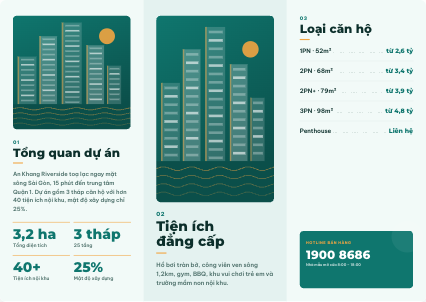 01
Tổng quan dự án
An Khang Riverside toạ lạc ngay mặt
sông Sài Gòn, 15 phút đến trung tâm
Quận 1. Dự án gồm 3 tháp căn hộ với hơn
40 tiện ích nội khu, mật độ xây dựng chỉ
25%.
3,2 ha
Tổng diện tích
3 tháp
25 tầng
40+
Tiện ích nội khu
25%
Mật độ xây dựng
02
Tiện ích
đẳng cấp
Hồ bơi tràn bờ, công viên ven sông
1,2km, gym, BBQ, khu vui chơi trẻ em và
trường mầm non nội khu.
03
Loại căn hộ
1PN · 52m² từ 2,6 tỷ
2PN · 68m² từ 3,4 tỷ
2PN+ · 79m² từ 3,9 tỷ
3PN · 98m² từ 4,8 tỷ
Penthouse Liên hệ
HOTLINE BÁN HÀNG
1900 8686